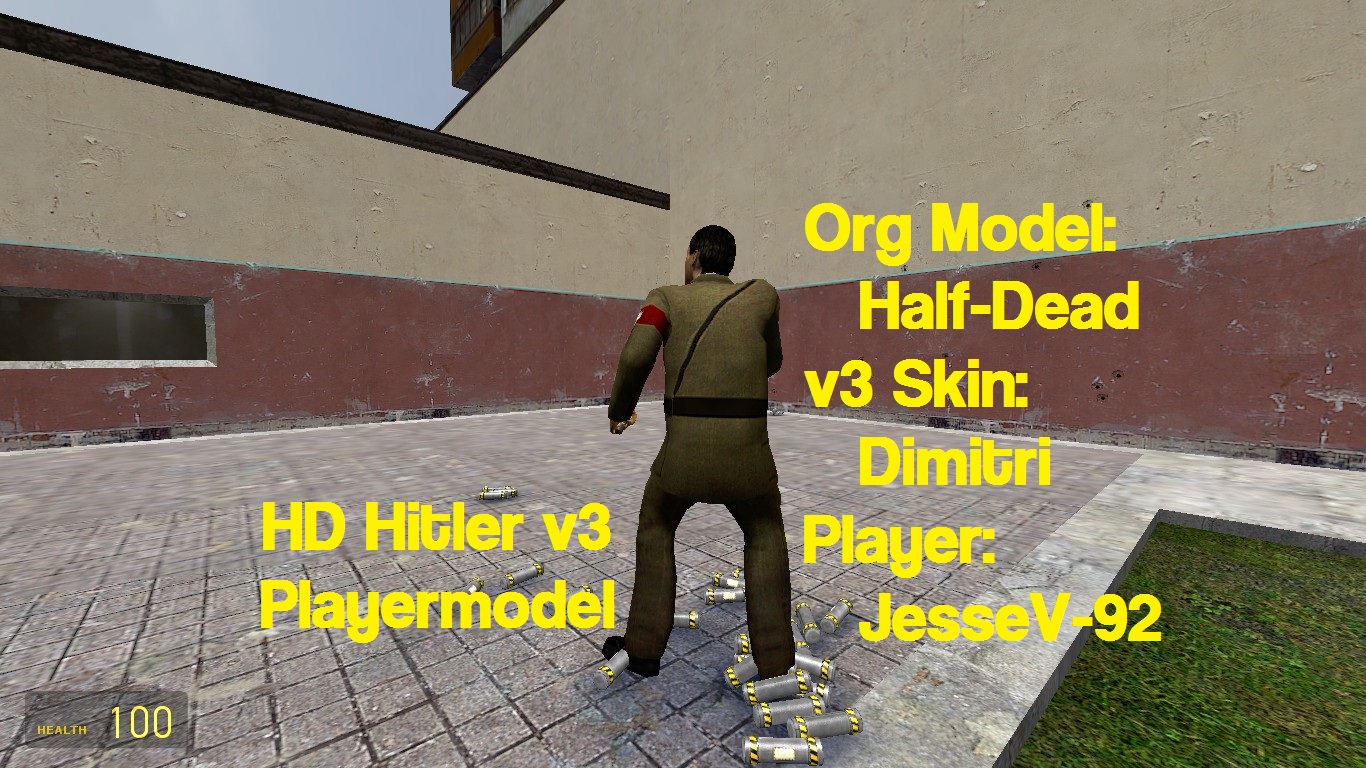 Org Model:
Half-Dead
v3 Skin:
Dimitri
Player:
JesseV-92
HD Hitler v3
Playermodel
HEALTH 100